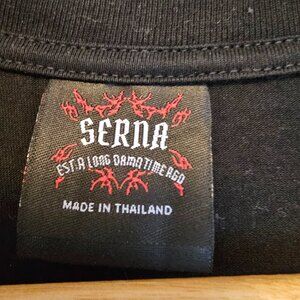 SERNA
EST. A LONG DAMN TIME AGO
MADE IN THAILAND